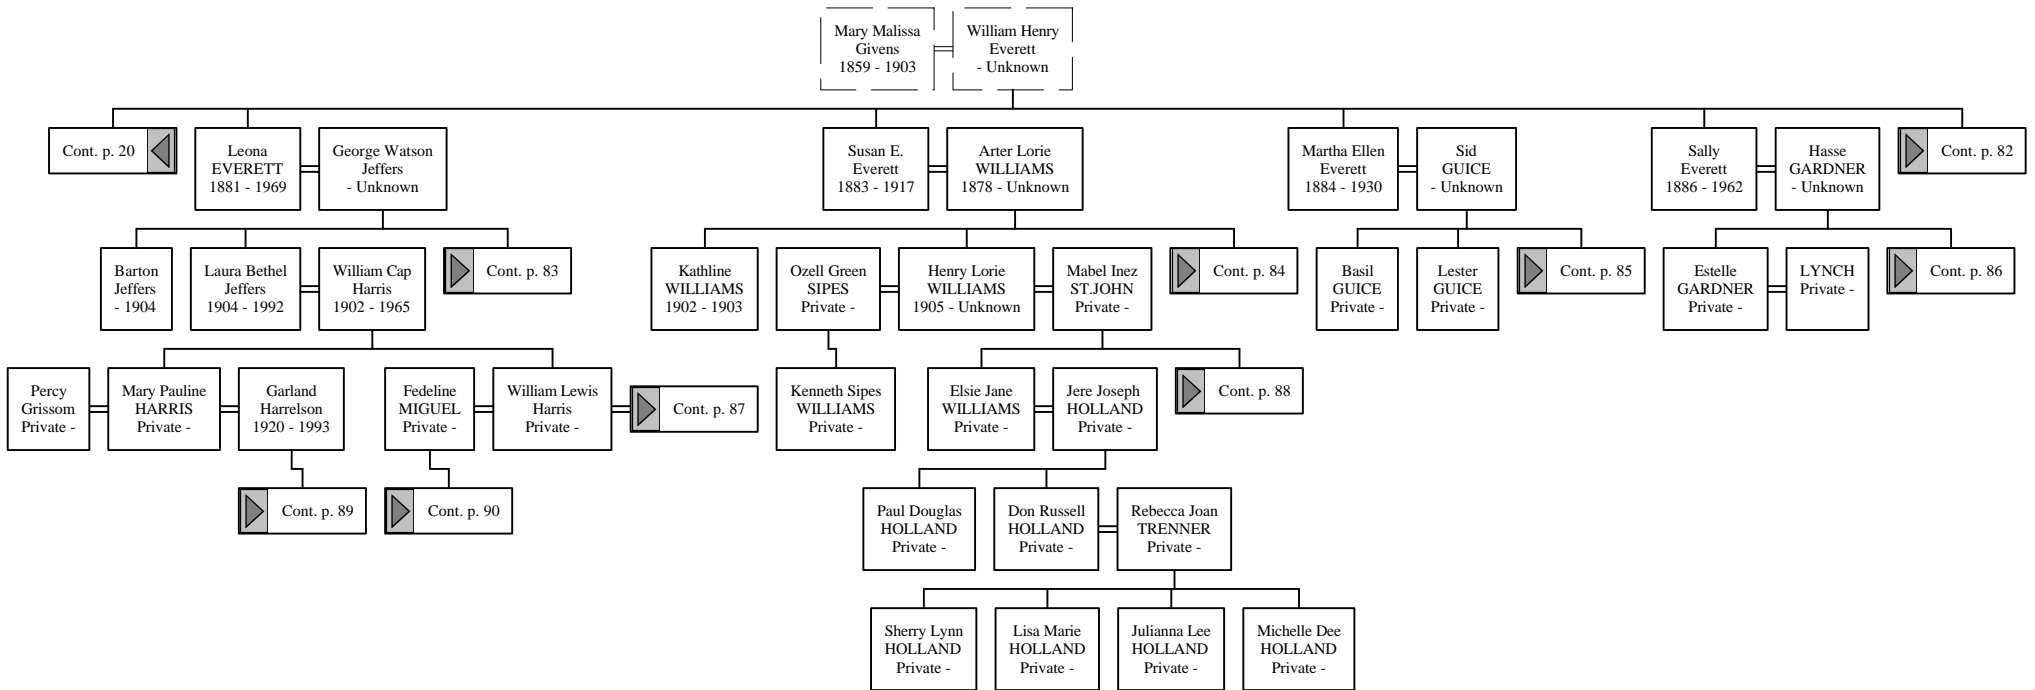 Mary Malissa
Givens
1859 - 1903
William Henry
Everett
- Unknown
Cont. p. 20
Leona
EVERETT
1881 - 1969
George Watson
Jeffers
- Unknown
Susan E.
Everett
1883 - 1917
Arter Lorie
WILLIAMS
1878 - Unknown
Martha Ellen
Everett
1884 - 1930
Sid
GUICE
- Unknown
Sally
Everett
1886 - 1962
Hasse
GARDNER
- Unknown
Cont. p. 82
Barton
Jeffers
- 1904
Laura Bethel
Jeffers
1904 - 1992
William Cap
Harris
1902 - 1965
Cont. p. 83
Kathline
WILLIAMS
1902 - 1903
Ozell Green
SIPES
Private -
Henry Lorie
WILLIAMS
1905 - Unknown
Mabel Inez
ST.JOHN
Private -
Cont. p. 84
Basil
GUICE
Private -
Lester
GUICE
Private -
Cont. p. 85
Estelle
GARDNER
Private -
LYNCH
Private -
Cont. p. 86
Percy
Grissom
Private -
Mary Pauline
HARRIS
Private -
Garland
Harrelson
1920 - 1993
Fedeline
MIGUEL
Private -
William Lewis
Harris
Private -
Cont. p. 87
Kenneth Sipes
WILLIAMS
Private -
Elsie Jane
WILLIAMS
Private -
Jere Joseph
HOLLAND
Private -
Cont. p. 88
Cont. p. 89
Cont. p. 90
Paul Douglas
HOLLAND
Private -
Don Russell
HOLLAND
Private -
Rebecca Joan
TRENNER
Private -
Sherry Lynn
HOLLAND
Private -
Lisa Marie
HOLLAND
Private -
Julianna Lee
HOLLAND
Private -
Michelle Dee
HOLLAND
Private -